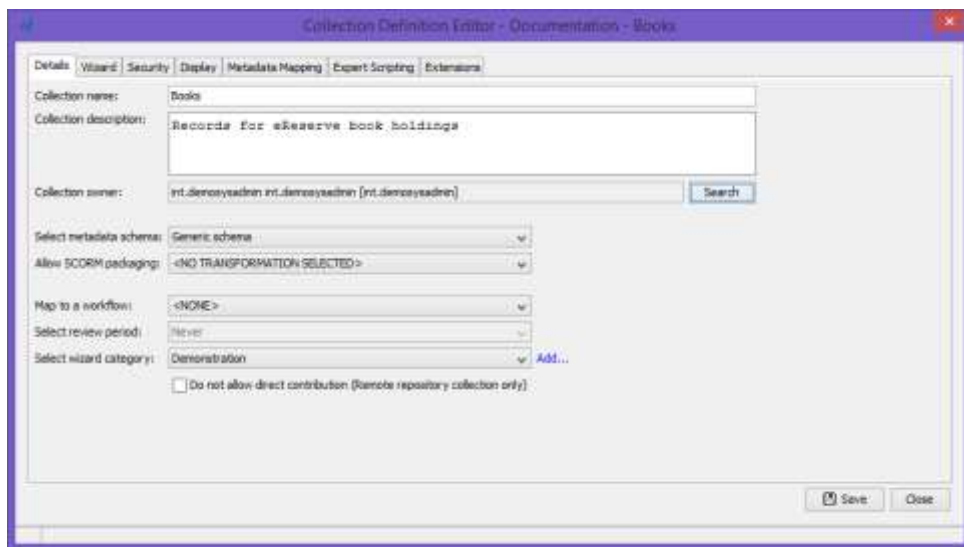 Collection Definition Editor - Documentation - Books
Details Wizard Security Display Metadata Mapping Expert Scripting Extensions
Collection name: Books
Collection description: Records for eReserve book holdings
Collection owner: int.demosysadmin int.demosysadmin [int.demosysadmin] Search
Select metadata schema: Generic schema
Allow SCORM packaging: <NO TRANSFORMATION SELECTED>
Map to a workflow: <NONE>
Select review period: Never
Select wizard category: Demonstration Add...
Do not allow direct contribution (Remote repository collection only)
Save Close